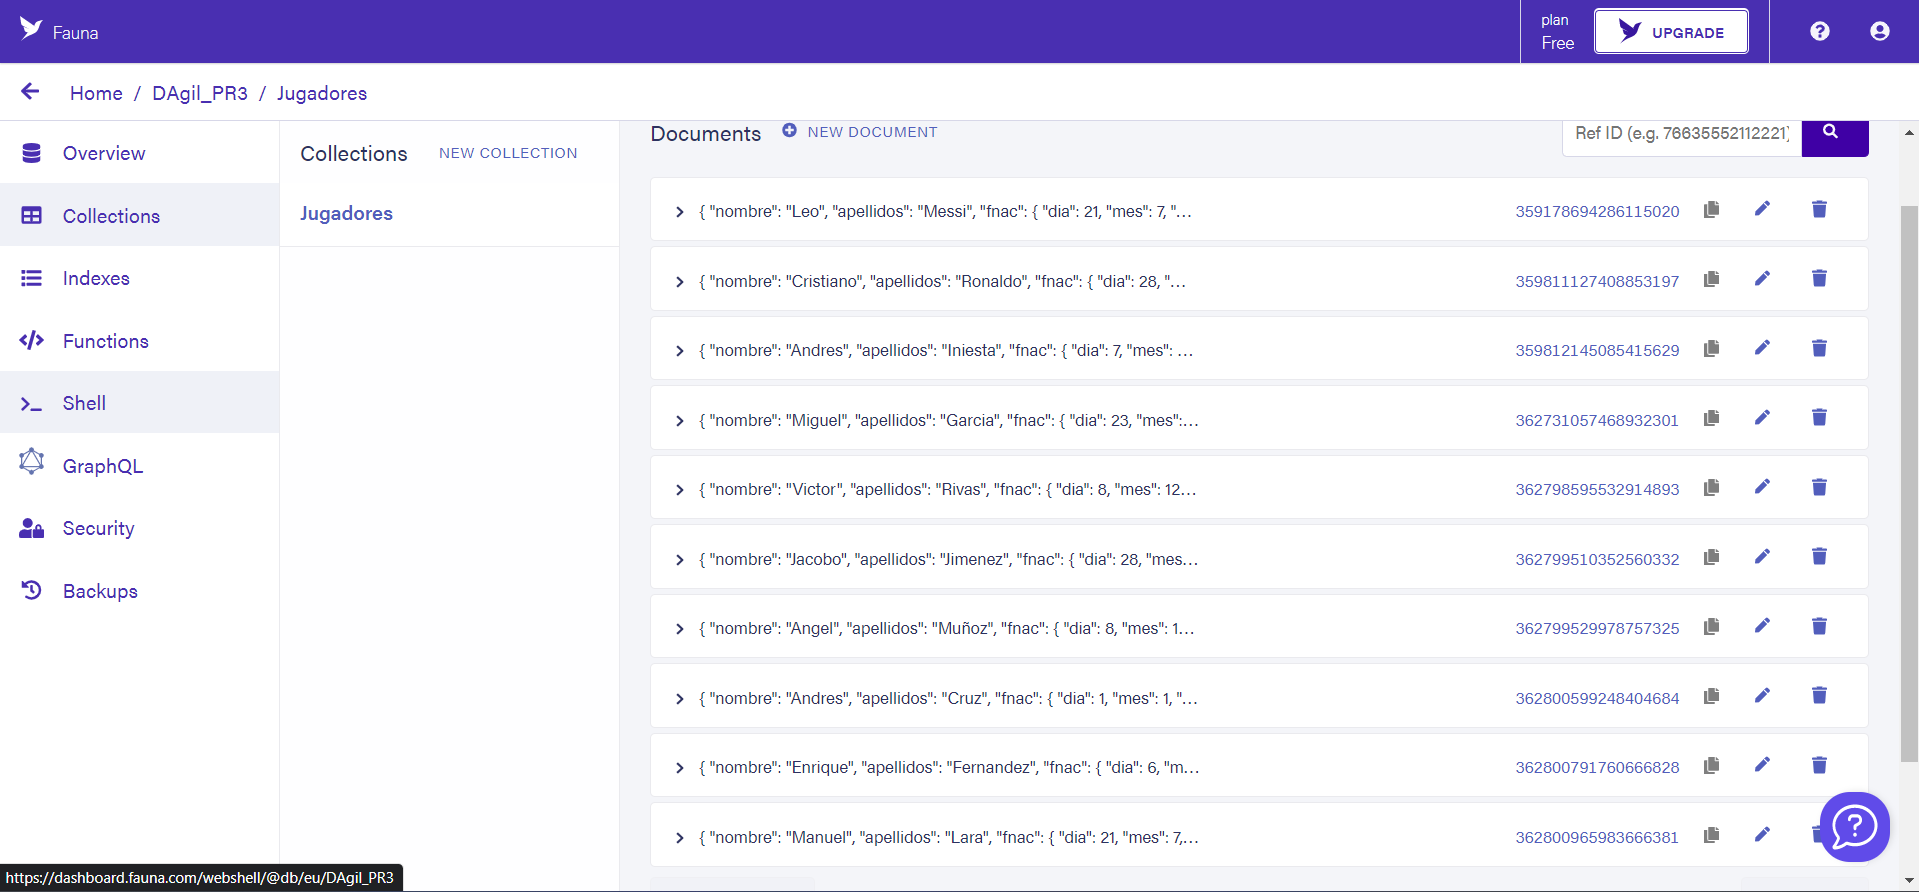 Fauna
plan
Free
UPGRADE
Home / DAgil_PR3 / Jugadores
Overview
Collections
Indexes
Functions
Shell
GraphQL
Security
Backups
Collections NEW COLLECTION
Jugadores
Documents NEW DOCUMENT
Ref ID (e.g. 76635552112221)
{ "nombre": "Leo", "apellidos": "Messi", "fnac": { "dia": 21, "mes": 7, "... 359178694286115020
{ "nombre": "Cristiano", "apellidos": "Ronaldo", "fnac": { "dia": 28, "... 359811127408853197
{ "nombre": "Andres", "apellidos": "Iniesta", "fnac": { "dia": 7, "mes": ... 359812145085415629
{ "nombre": "Miguel", "apellidos": "Garcia", "fnac": { "dia": 23, "mes":... 362731057468932301
{ "nombre": "Victor", "apellidos": "Rivas", "fnac": { "dia": 8, "mes": 12... 362798595532914893
{ "nombre": "Jacobo", "apellidos": "Jimenez", "fnac": { "dia": 28, "mes... 362799510352560332
{ "nombre": "Angel", "apellidos": "Muñoz", "fnac": { "dia": 8, "mes": 1... 362799529978757325
{ "nombre": "Andres", "apellidos": "Cruz", "fnac": { "dia": 1, "mes": 1, "... 362800599248404684
{ "nombre": "Enrique", "apellidos": "Fernandez", "fnac": { "dia": 6, "m... 362800791760666828
{ "nombre": "Manuel", "apellidos": "Lara", "fnac": { "dia": 21, "mes": 7,... 362800965983666381
https://dashboard.fauna.com/webshell/@db/eu/DAgil_PR3